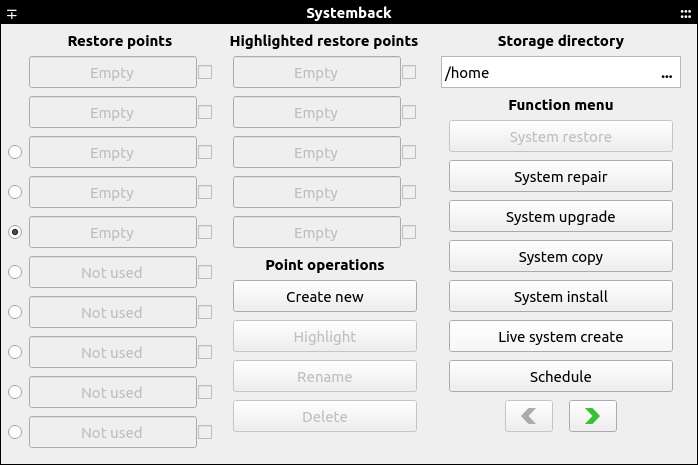 Systemback
Restore points
Empty
Empty
Empty
Empty
Empty
Not used
Not used
Not used
Not used
Not used
Highlighted restore points
Empty
Empty
Empty
Empty
Empty
Point operations
Create new
Highlight
Rename
Delete
Storage directory
/home ...
Function menu
System restore
System repair
System upgrade
System copy
System install
Live system create
Schedule